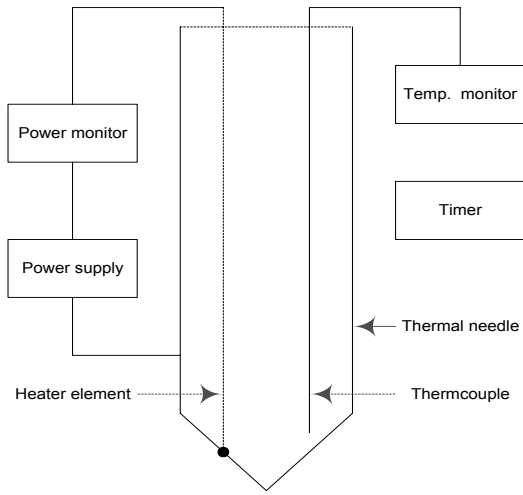 Temp. monitor
Power monitor
Timer
Power supply
Thermal needle
Heater element
Thermcouple